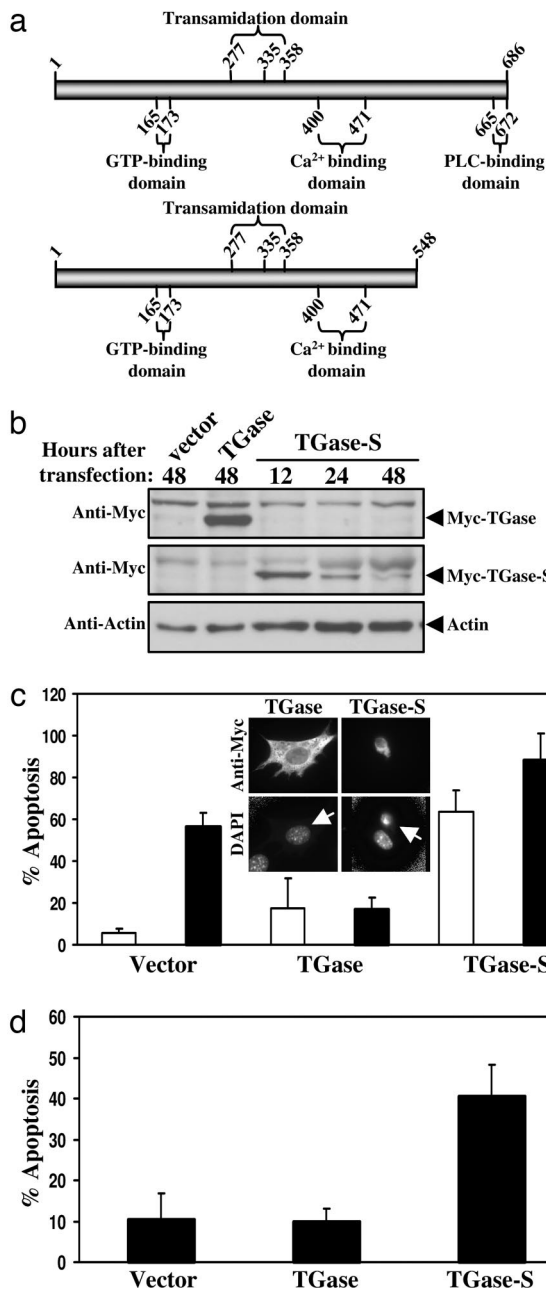 a
Transamidation domain
1 277 335 358 686
165 173 400 471 665 672
GTP-binding domain
Ca2+ binding domain
PLC-binding domain
Transamidation domain
1 277 335 358 548
165 173 400 471
GTP-binding domain
Ca2+ binding domain
b
vector TGase TGase-S
Hours after
transfection: 48 48 12 24 48
Anti-Myc Myc-TGase
Anti-Myc Myc-TGase-S
Anti-Actin Actin
c
120
100
80
60
40
20
0
% Apoptosis
TGase TGase-S
Anti-Myc
DAPI
Vector TGase TGase-S
d
60
50
40
30
20
10
0
% Apoptosis
Vector TGase TGase-S